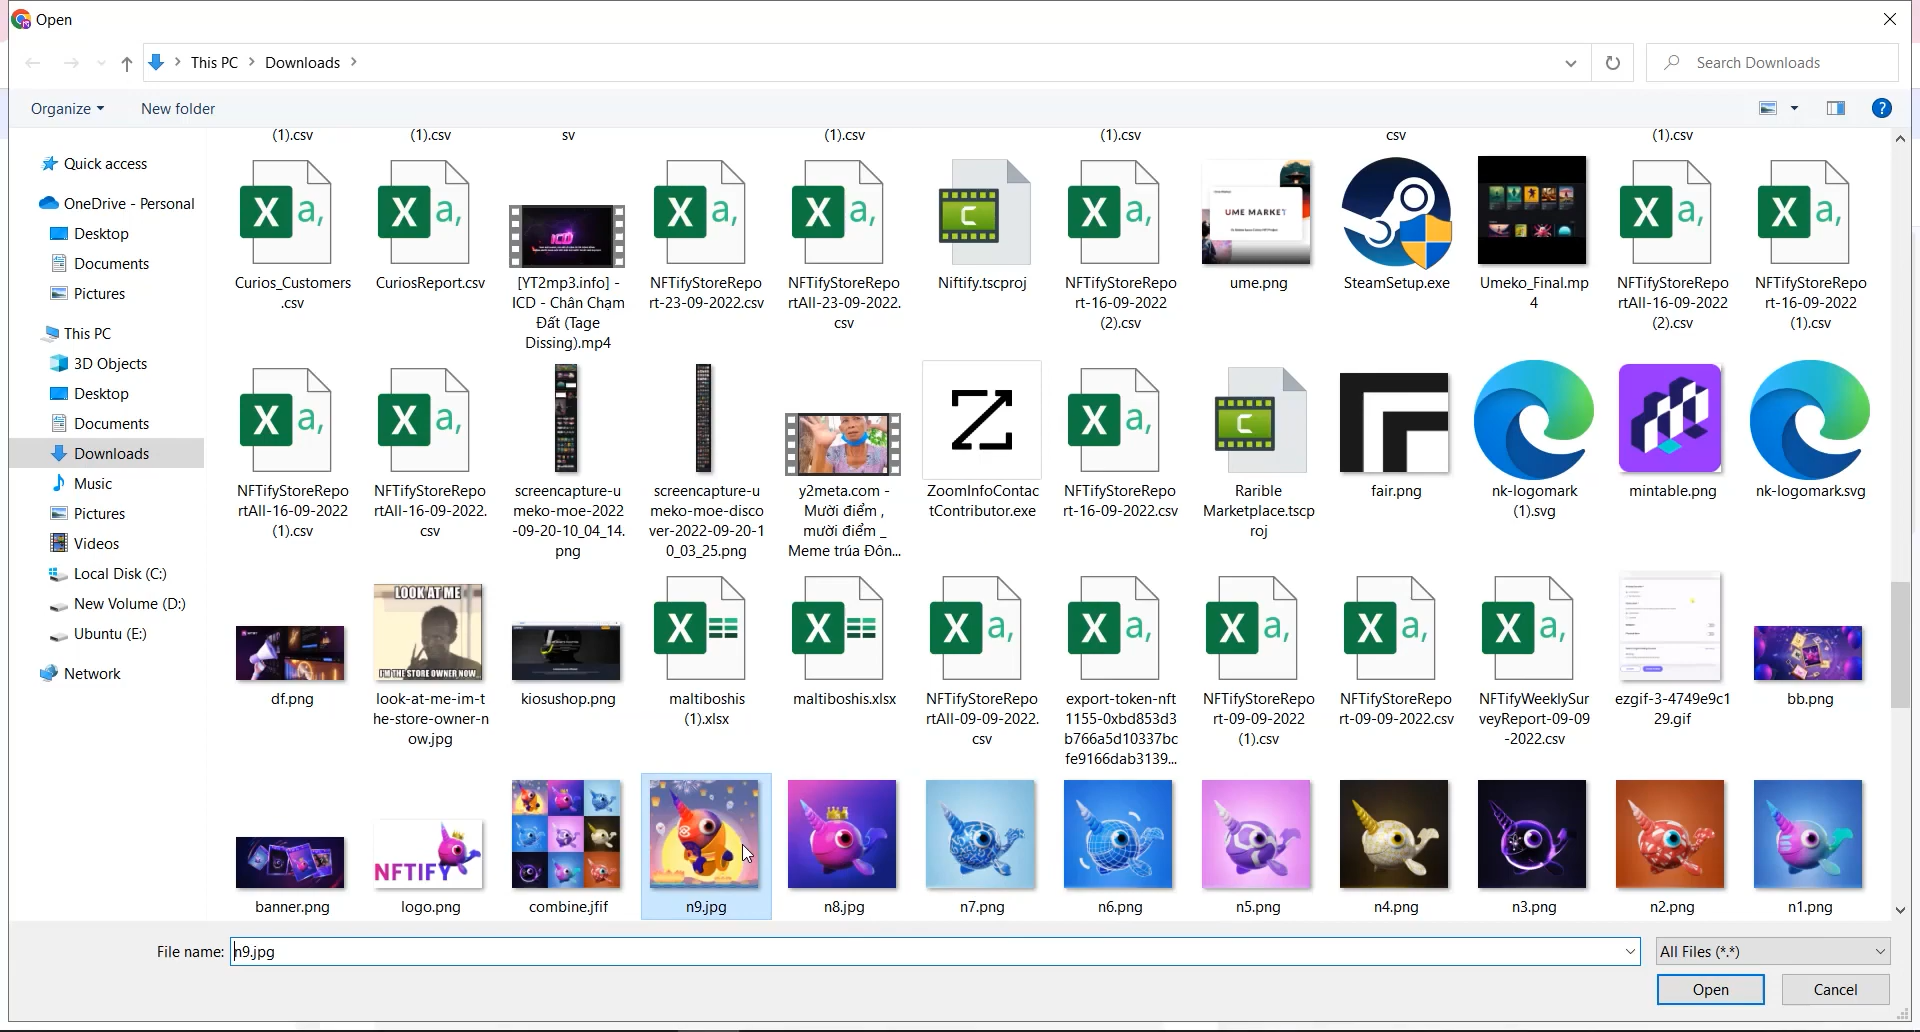 Open
This PC > Downloads >
Search Downloads
Organize
New folder
(1).csv
(1).csv
sv
(1).csv
(1).csv
csv
(1).csv
Quick access
OneDrive - Personal
Desktop
Documents
Pictures
This PC
3D Objects
Desktop
Documents
Downloads
Music
Pictures
Videos
Local Disk (C:)
New Volume (D:)
Ubuntu (E:)
Network
Curios_Customers
.csv
CuriosReport.csv
ICD
[YT2mp3.info] -
ICD - Chân Chạm
Đất (Tage
Dissing).mp4
NFTifyStoreRepo
rt-23-09-2022.csv
NFTifyStoreRepo
rtAll-23-09-2022.
csv
Niftify.tscproj
NFTifyStoreRepo
rt-16-09-2022
(2).csv
UME MARKET
ume.png
SteamSetup.exe
Umeko_Final.mp
4
NFTifyStoreRepo
rtAll-16-09-2022
(2).csv
NFTifyStoreRepo
rt-16-09-2022
(1).csv
NFTifyStoreRepo
rtAll-16-09-2022
(1).csv
NFTifyStoreRepo
rtAll-16-09-2022.
csv
screencapture-u
meko-moe-2022
-09-20-10_04_14.
png
screencapture-u
meko-moe-disco
ver-2022-09-20-1
0_03_25.png
y2meta.com -
Mười điểm ,
mười điểm _
Meme trúa Đôn...
ZoomInfoContac
tContributor.exe
NFTifyStoreRepo
rt-16-09-2022.csv
Rarible
Marketplace.tscp
roj
fair.png
nk-logomark
(1).svg
mintable.png
nk-logomark.svg
df.png
LOOK AT ME
I'M THE STORE OWNER NOW...
look-at-me-im-t
he-store-owner-n
ow.jpg
kiosushop.png
maltiboshis
(1).xlsx
maltiboshis.xlsx
NFTifyStoreRepo
rtAll-09-09-2022.
csv
export-token-nft
1155-0xbd853d3
b766a5d10337bc
fe9166dab3139...
NFTifyStoreRepo
rt-09-09-2022
(1).csv
NFTifyStoreRepo
rt-09-09-2022.csv
NFTifyWeeklySur
veyReport-09-09
-2022.csv
ezgif-3-4749e9c1
29.gif
bb.png
banner.png
NFTIFY
logo.png
combine.jfif
n9.jpg
n8.jpg
n7.png
n6.png
n5.png
n4.png
n3.png
n2.png
n1.png
File name: n9.jpg
All Files (*.*)
Open
Cancel